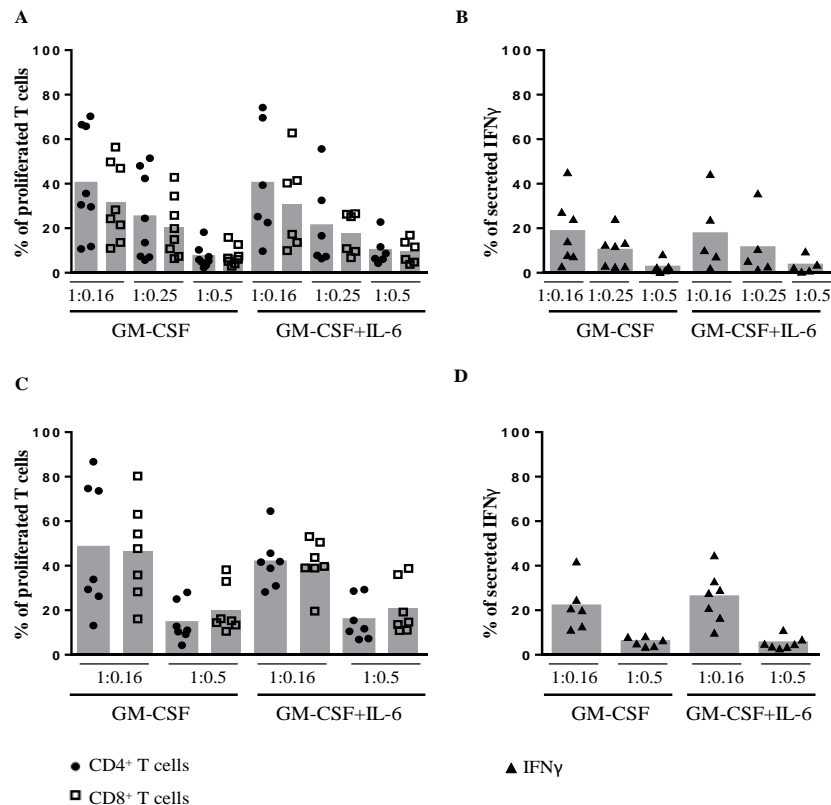 A
% of proliferated T cells
100
80
60
40
20
0
1:0.16 1:0.25 1:0.5 1:0.16 1:0.25 1:0.5
GM-CSF GM-CSF+IL-6
B
% of secreted IFNγ
100
80
60
40
20
0
1:0.16 1:0.25 1:0.5 1:0.16 1:0.25 1:0.5
GM-CSF GM-CSF+IL-6
C
% of proliferated T cells
100
80
60
40
20
0
1:0.16 1:0.5 1:0.16 1:0.5
GM-CSF GM-CSF+IL-6
D
% of secreted IFNγ
100
80
60
40
20
0
1:0.16 1:0.5 1:0.16 1:0.5
GM-CSF GM-CSF+IL-6
CD4⁺ T cells
CD8⁺ T cells
IFNγ